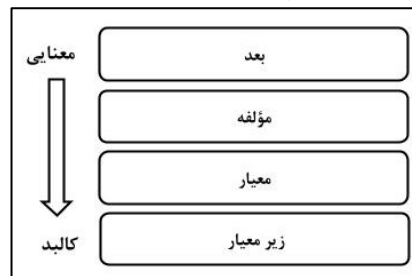 معنایی
بعد
مؤلفه
معیار
زیر معیار
کالبد